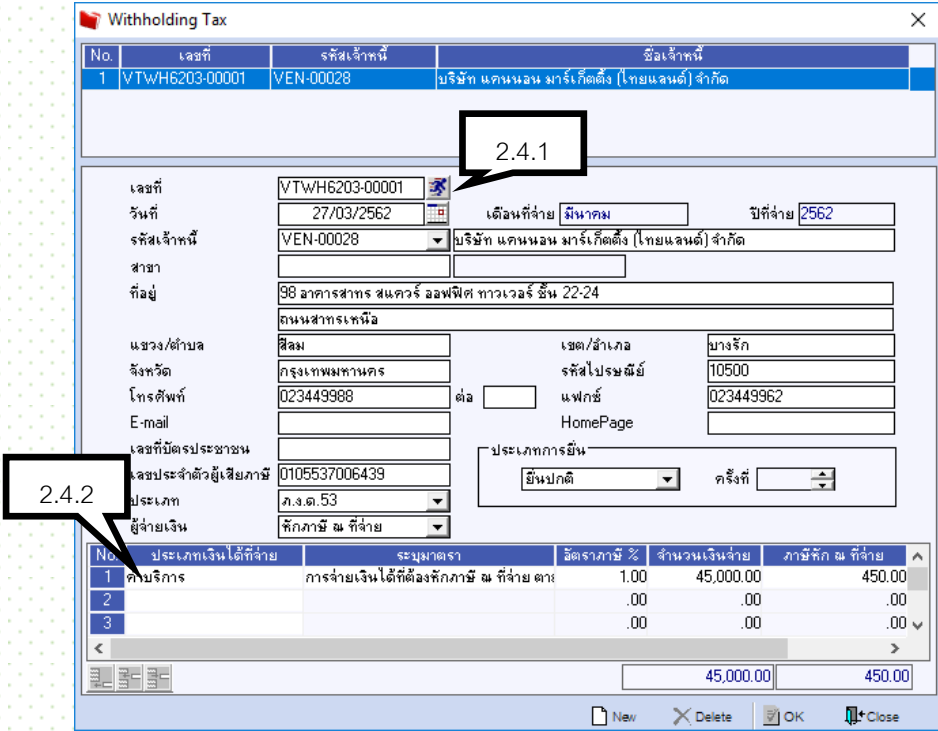 Withholding Tax
No. เลขที่ รหัสเจ้าหนี้ ชื่อเจ้าหนี้
1 VTWH6203-00001 VEN-00028 บริษัท แคนนอน มาร์เก็ตติ้ง (ไทยแลนด์) จำกัด
2.4.1
เลขที่ VTWH6203-00001
วันที่ 27/03/2562 เดือนที่จ่าย มีนาคม ปีที่จ่าย 2562
รหัสเจ้าหนี้ VEN-00028 บริษัท แคนนอน มาร์เก็ตติ้ง (ไทยแลนด์) จำกัด
สาขา
ที่อยู่ 98 อาคารสาทร สแควร์ ออฟฟิศ ทาวเวอร์ ชั้น 22-24
ถนนสาทรเหนือ
แขวง/ตำบล สีลม เขต/อำเภอ บางรัก
จังหวัด กรุงเทพมหานคร รหัสไปรษณีย์ 10500
โทรศัพท์ 023449988 ต่อ แฟกซ์ 023449962
E-mail HomePage
เลขที่บัตรประชาชน ประเภทการยื่น
เลขประจำตัวผู้เสียภาษี 0105537006439 ยื่นปกติ ครั้งที่
2.4.2
ประเภท ภ.ง.ด.53
ผู้จ่ายเงิน หักภาษี ณ ที่จ่าย
No. ประเภทเงินได้ที่จ่าย ระบุมาตรา อัตราภาษี % จำนวนเงินจ่าย ภาษีหัก ณ ที่จ่าย
1 ค่าบริการ การจ่ายเงินได้ที่ต้องหักภาษี ณ ที่จ่าย ตาม 1.00 45,000.00 450.00
2 .00 .00 .00
3 .00 .00 .00
45,000.00 450.00
New Delete OK Close